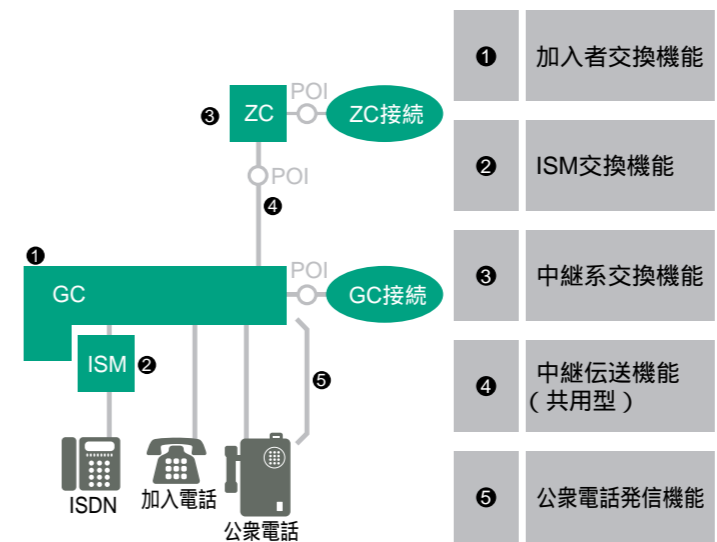 POI
❸
ZC
ZC接続
POI
❹
❶
GC
POI
GC接続
ISM
❷
❺
ISDN
加入電話
公衆電話
❶
加入者交換機能
❷
ISM交換機能
❸
中継系交換機能
❹
中継伝送機能
（共用型）
❺
公衆電話発信機能